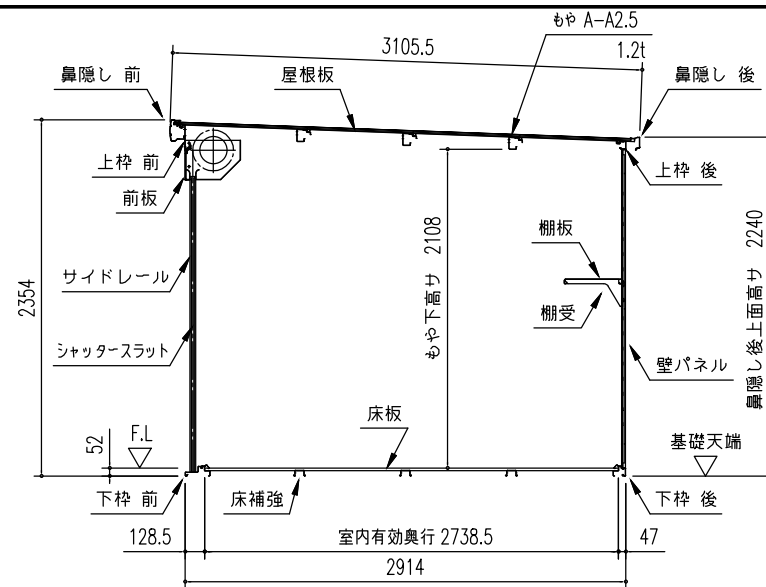 もや A-A2.5
3105.5
1.2t
鼻隠し 前
屋根板
鼻隠し 後
上枠 前
上枠 後
前板
2354
サイドレール
もや下高サ 2108
棚板
棚受
鼻隠し後上面高サ 2240
シャッタースラット
壁パネル
52
F.L
床板
基礎天端
下枠 前
床補強
下枠 後
128.5
室内有効奥行 2738.5
47
2914